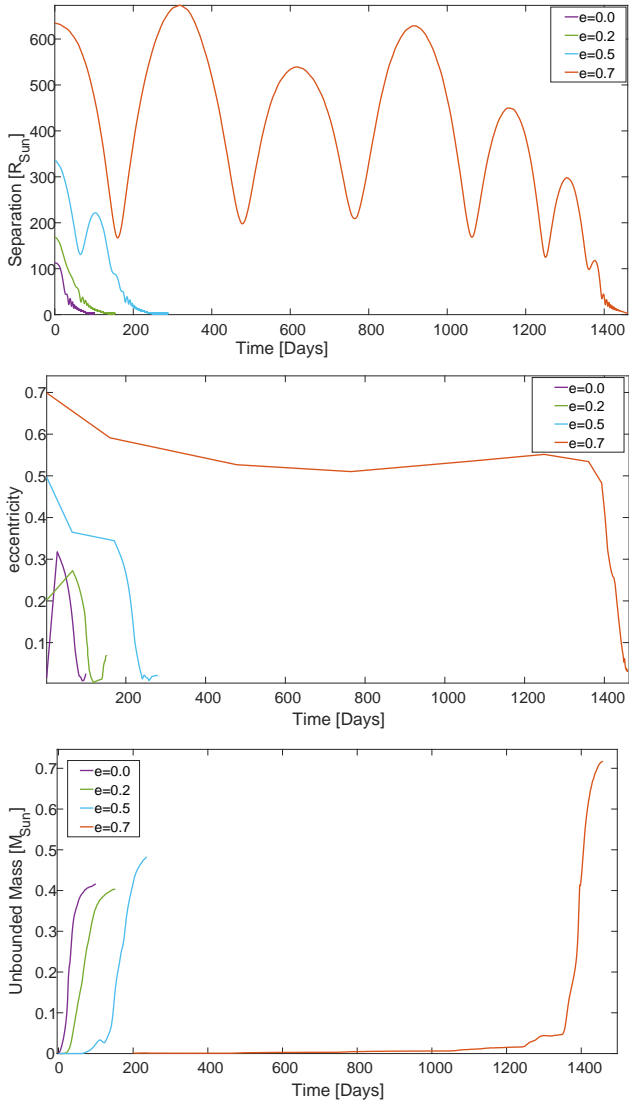 600
500
400
300
200
100
0
Separation [R_Sun]
0
200
400
600
800
1000
1200
1400
Time [Days]
e=0.0
e=0.2
e=0.5
e=0.7
0.7
0.6
0.5
0.4
0.3
0.2
0.1
eccentricity
200
400
600
800
1000
1200
1400
Time [Days]
e=0.0
e=0.2
e=0.5
e=0.7
0.7
0.6
0.5
0.4
0.3
0.2
0.1
0
Unbounded Mass [M_Sun]
0
200
400
600
800
1000
1200
1400
Time [Days]
e=0.0
e=0.2
e=0.5
e=0.7